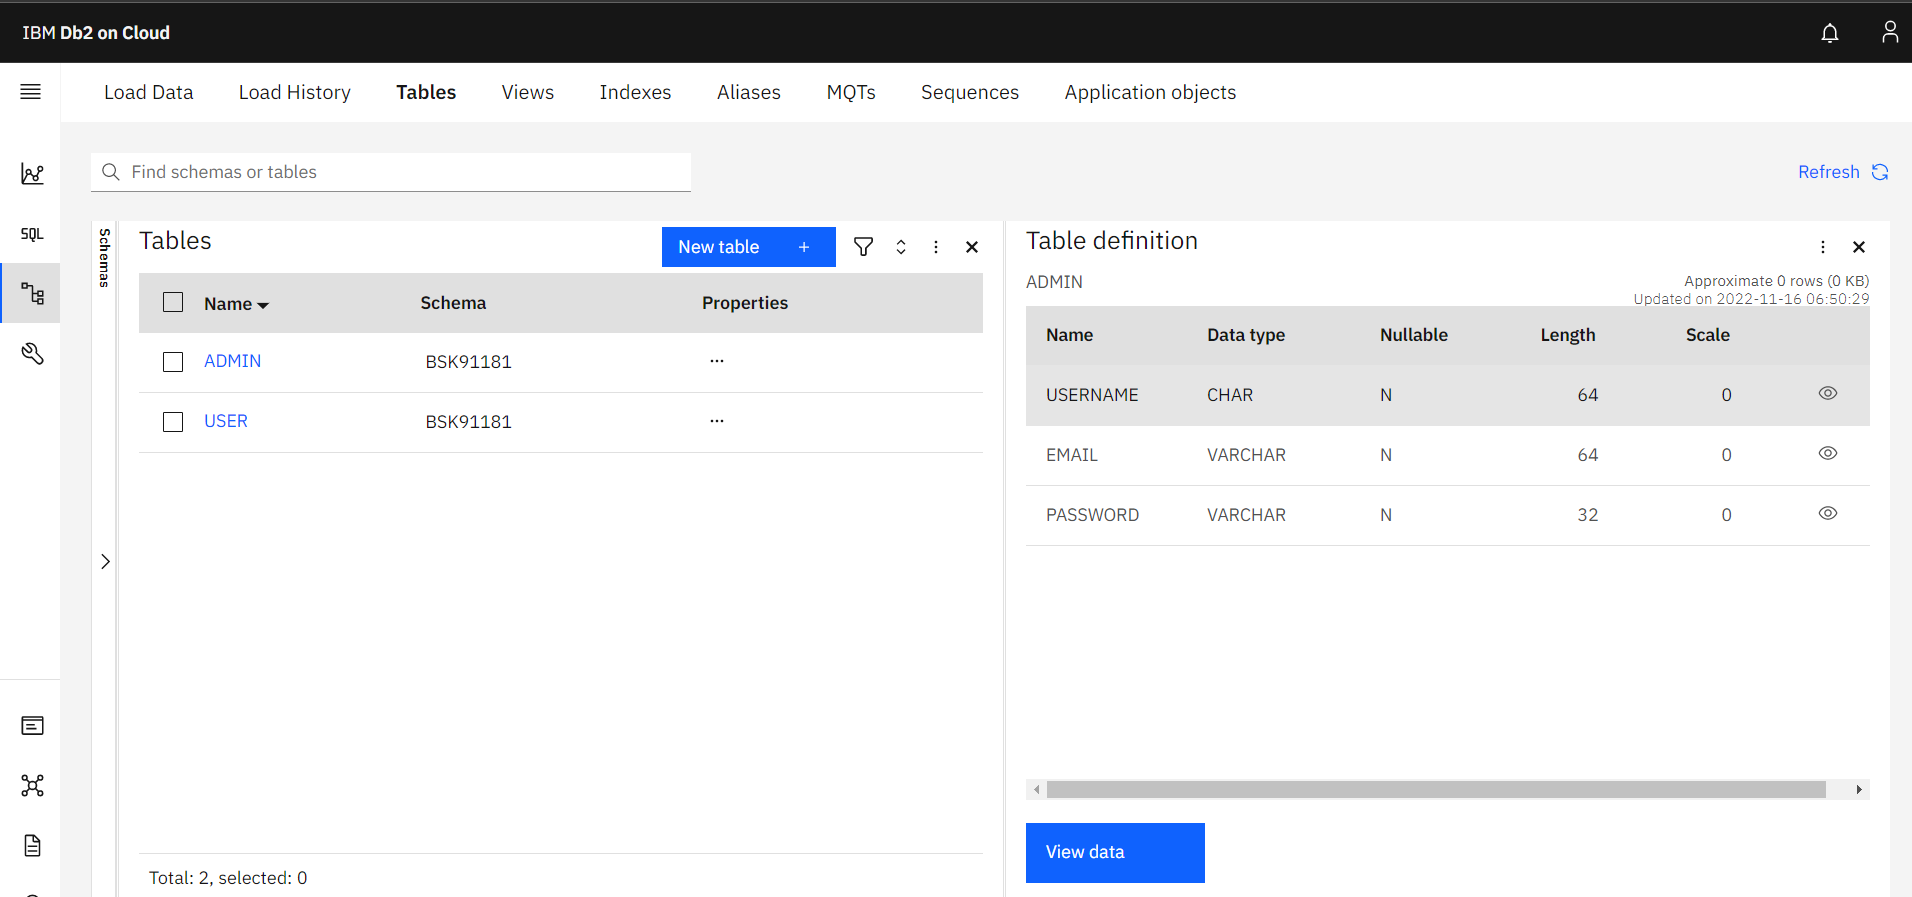 IBM Db2 on Cloud
Load Data Load History Tables Views Indexes Aliases MQTs Sequences Application objects
SQL
Find schemas or tables
Refresh
Schemas
Tables
New table +
Name Schema Properties
ADMIN BSK91181 ...
USER BSK91181 ...
Total: 2, selected: 0
Table definition
ADMIN
Approximate 0 rows (0 KB)
Updated on 2022-11-16 06:50:29
Name Data type Nullable Length Scale
USERNAME CHAR N 64 0
EMAIL VARCHAR N 64 0
PASSWORD VARCHAR N 32 0
View data